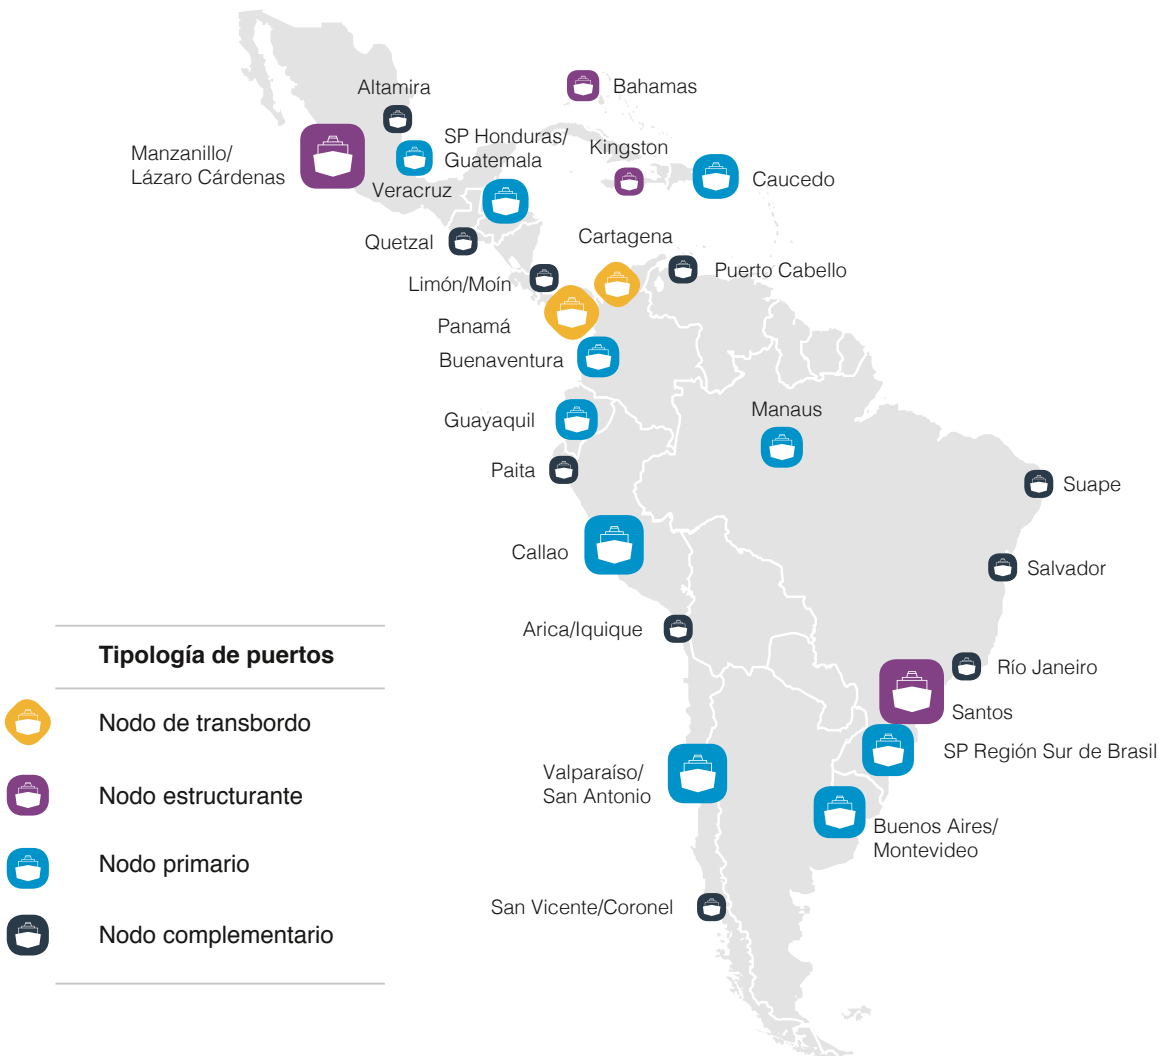 Bahamas
Altamira
SP Honduras/
Guatemala
Kingston
Manzanillo/
Lázaro Cárdenas
Caucedo
Veracruz
Quetzal
Cartagena
Puerto Cabello
Limón/Moín
Panamá
Buenaventura
Manaus
Guayaquil
Paita
Suape
Callao
Salvador
Arica/Iquique
Río Janeiro
Santos
SP Región Sur de Brasil
Valparaíso/
San Antonio
Buenos Aires/
Montevideo
San Vicente/Coronel
Tipología de puertos
Nodo de transbordo
Nodo estructurante
Nodo primario
Nodo complementario